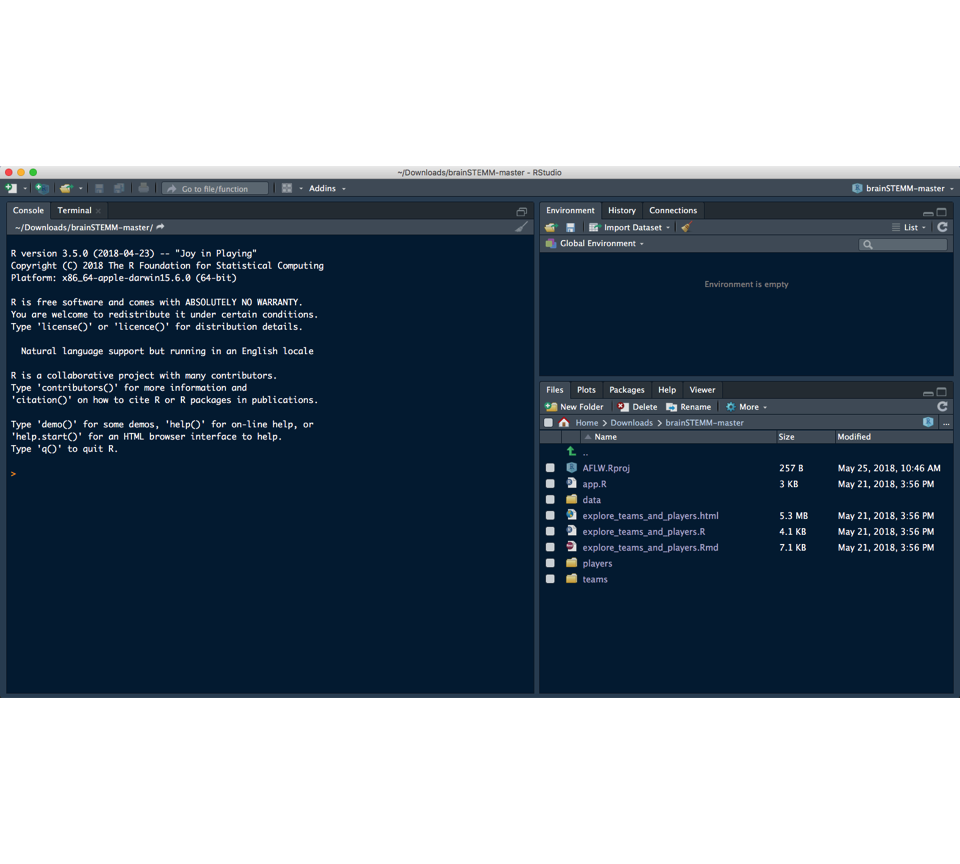 ~/Downloads/brainSTEMM-master - RStudio
Go to file/function
Addins
brainSTEMM-master
Console
Terminal
~/Downloads/brainSTEMM-master/
R version 3.5.0 (2018-04-23) -- "Joy in Playing"
Copyright (C) 2018 The R Foundation for Statistical Computing
Platform: x86_64-apple-darwin15.6.0 (64-bit)
R is free software and comes with ABSOLUTELY NO WARRANTY.
You are welcome to redistribute it under certain conditions.
Type 'license()' or 'licence()' for distribution details.
Natural language support but running in an English locale
R is a collaborative project with many contributors.
Type 'contributors()' for more information and
'citation()' on how to cite R or R packages in publications.
Type 'demo()' for some demos, 'help()' for on-line help, or
'help.start()' for an HTML browser interface to help.
Type 'q()' to quit R.
>
Environment History Connections
Import Dataset List
Global Environment
Environment is empty
Files Plots Packages Help Viewer
New Folder Delete Rename More
Home Downloads brainSTEMM-master ...
Name Size Modified
..
AFLW.Rproj 257 B May 25, 2018, 10:46 AM
app.R 3 KB May 21, 2018, 3:56 PM
data
explore_teams_and_players.html 5.3 MB May 21, 2018, 3:56 PM
explore_teams_and_players.R 4.1 KB May 21, 2018, 3:56 PM
explore_teams_and_players.Rmd 7.1 KB May 21, 2018, 3:56 PM
players
teams